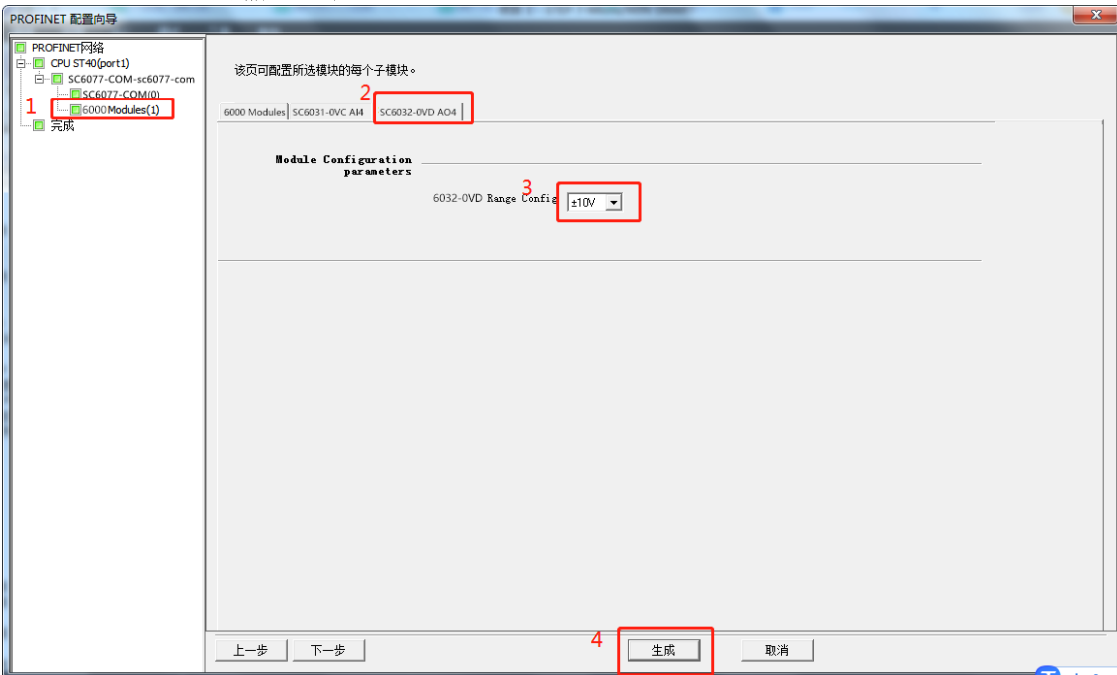 PROFINET 配置向导
PROFINET网络
CPU ST40(port1)
SC6077-COM-sc6077-com
SC6077-COM(0)
1
6000Modules(1)
完成
该页可配置所选模块的每个子模块。
2
6000 Modules SC6031-0VC AI4 SC6032-0VD AO4
Module Configuration
parameters
3
6032-0VD Range Config ±10V
4
上一步 下一步 生成 取消